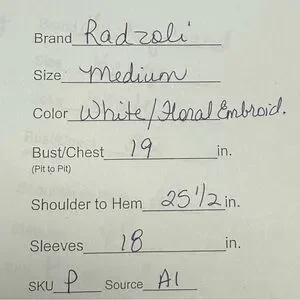 Brand Radzoli
Size Medium
Color White/Floral Embroid.
Bust/Chest 19 in.
(Pit to Pit)
Shoulder to Hem 25 1/2 in.
Sleeves 18 in.
SKU P Source A1